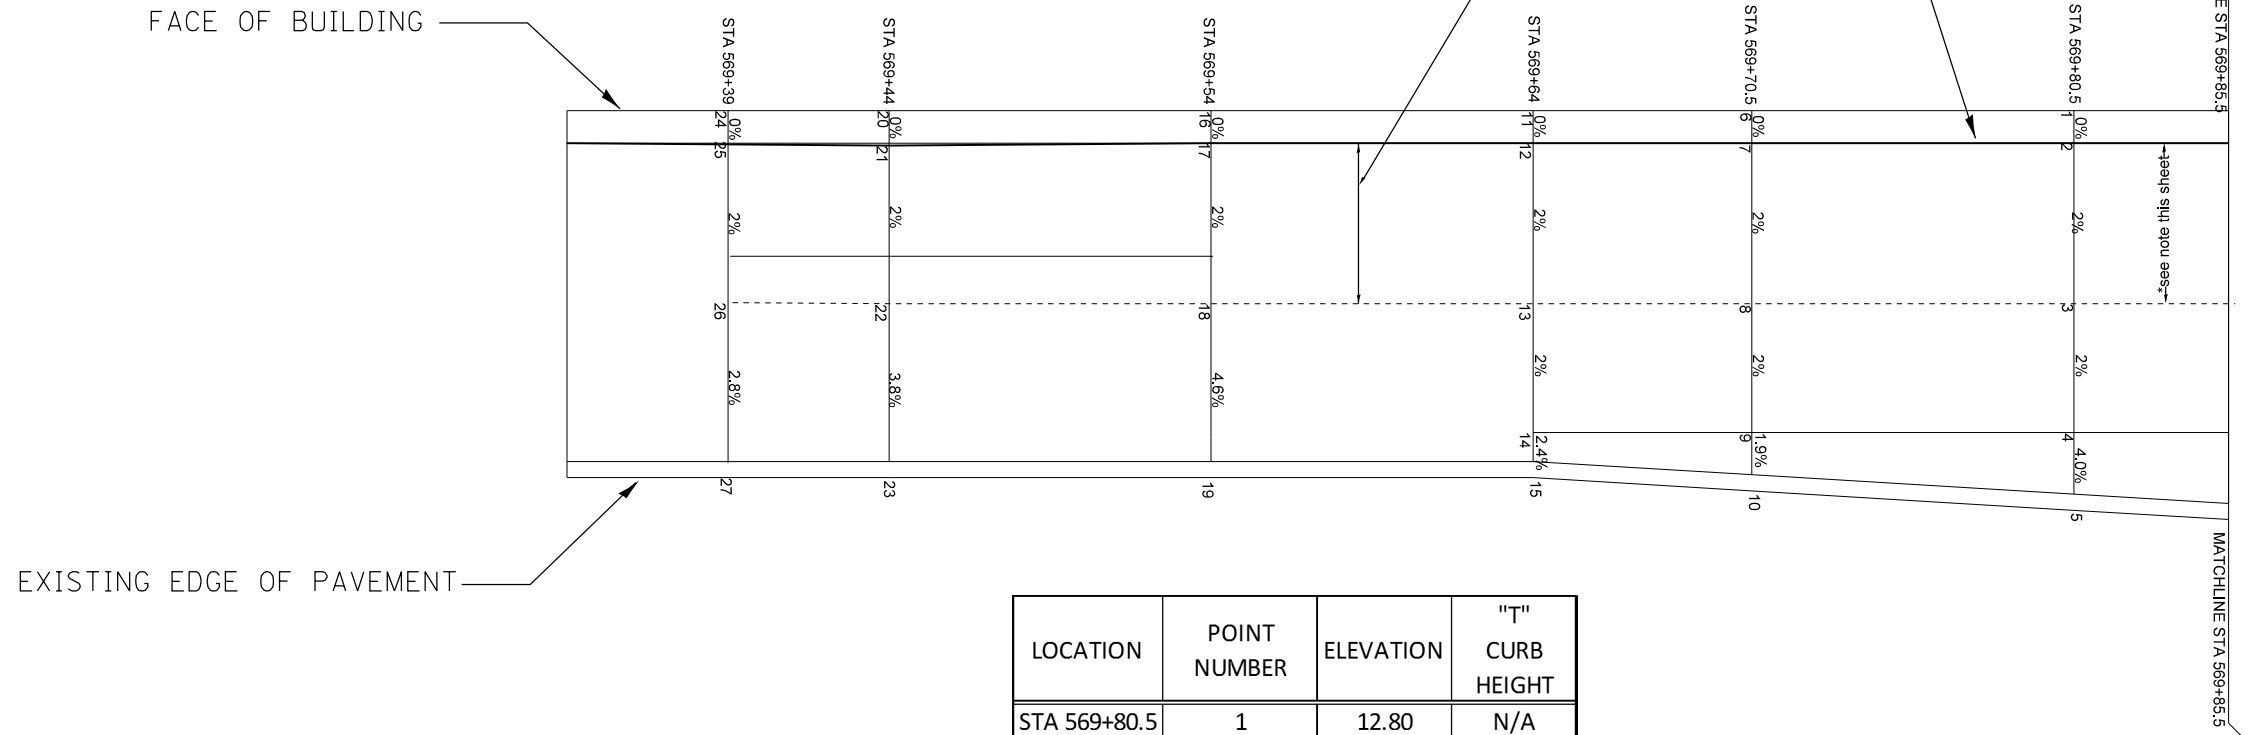 FACE OF BUILDING
STA 569+39
STA 569+44
STA 569+54
STA 569+64
STA 569+70.5
STA 569+80.5
E STA 569+85.5
24 0%
20 0%
16 0%
11 0%
6 0%
1 0%
25
21
17
12
7
2
2%
2%
2%
2%
2%
2%
*see note this sheet
26
22
18
13
8
3
2.8%
3.8%
4.6%
2%
2%
2%
14 2.4%
9 1.9%
4 4.0%
27
23
19
15
10
5
EXISTING EDGE OF PAVEMENT
MATCHLINE STA 569+85.5
LOCATION
POINT
NUMBER
ELEVATION
"T"
CURB
HEIGHT
STA 569+80.5 1 12.80 N/A